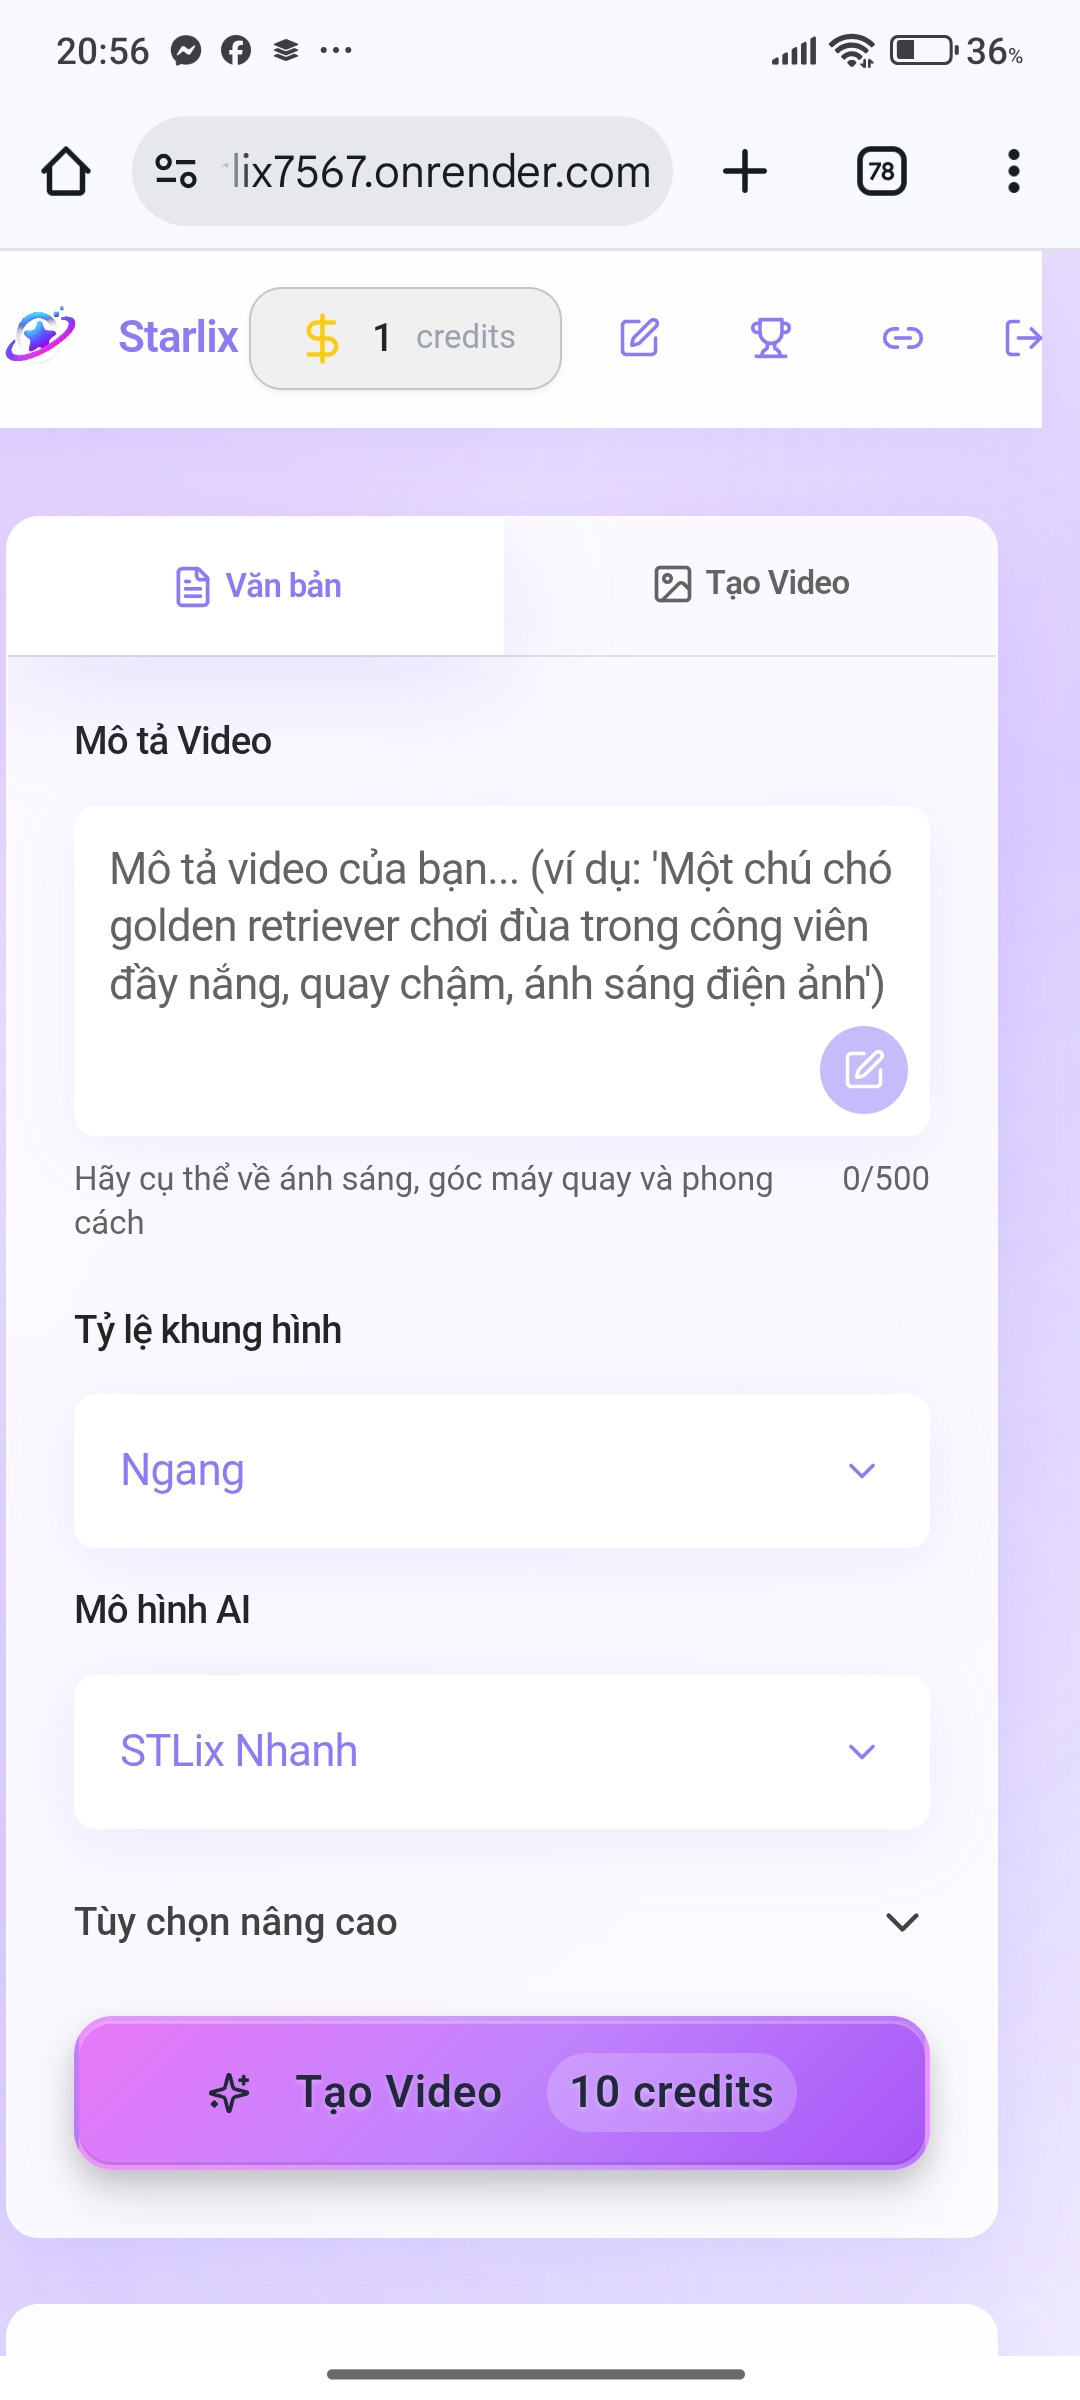 20:56
36%
lix7567.onrender.com
78
Starlix
1 credits
Văn bản
Tạo Video
Mô tả Video
Mô tả video của bạn... (ví dụ: 'Một chú chó
golden retriever chơi đùa trong công viên
đầy nắng, quay chậm, ánh sáng điện ảnh')
Hãy cụ thể về ánh sáng, góc máy quay và phong
cách
0/500
Tỷ lệ khung hình
Ngang
Mô hình AI
STLix Nhanh
Tùy chọn nâng cao
Tạo Video 10 credits